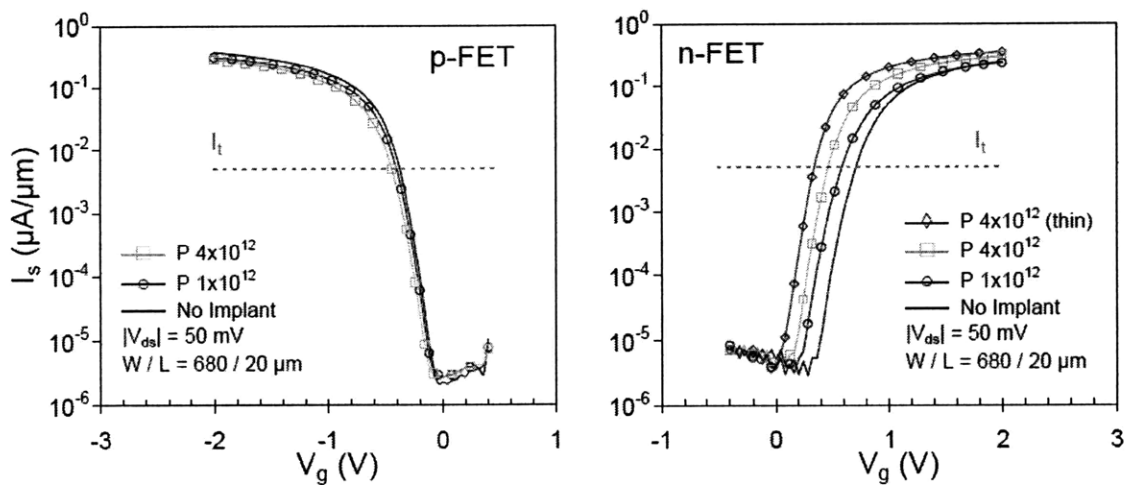 p-FET
I_t
P 4x10^12
P 1x10^12
No Implant
|V_ds| = 50 mV
W / L = 680 / 20 µm
I_s (µA/µm)
10^0
10^-1
10^-2
10^-3
10^-4
10^-5
10^-6
-3 -2 -1 0 1
V_g (V)
n-FET
I_t
P 4x10^12 (thin)
P 4x10^12
P 1x10^12
No Implant
|V_ds| = 50 mV
W / L = 680 / 20 µm
10^0
10^-1
10^-2
10^-3
10^-4
10^-5
10^-6
-1 0 1 2 3
V_g (V)